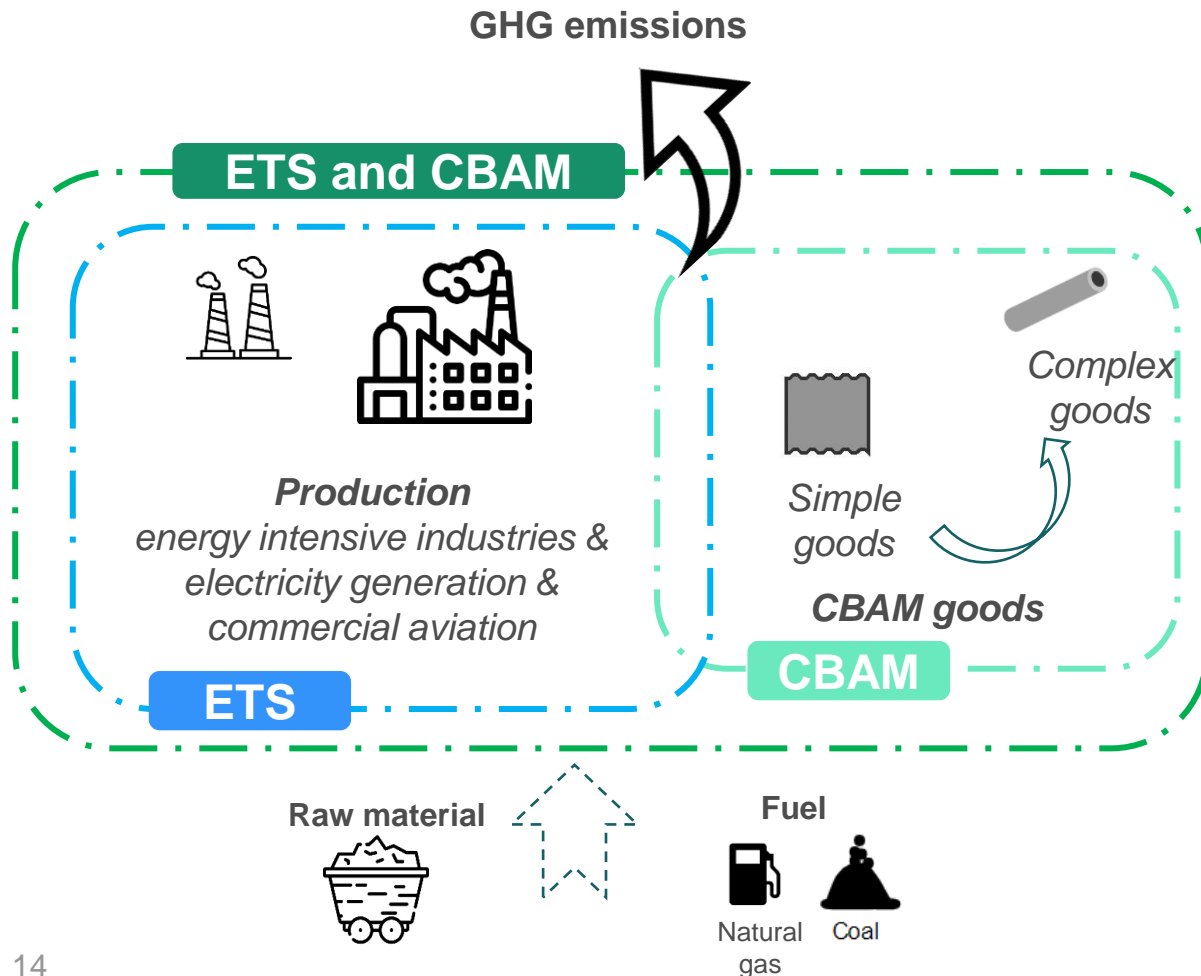 GHG emissions
ETS and CBAM
Production
energy intensive industries &
electricity generation &
commercial aviation
ETS
Complex
goods
Simple
goods
CBAM goods
CBAM
Raw material
Fuel
Natural
gas
Coal
14